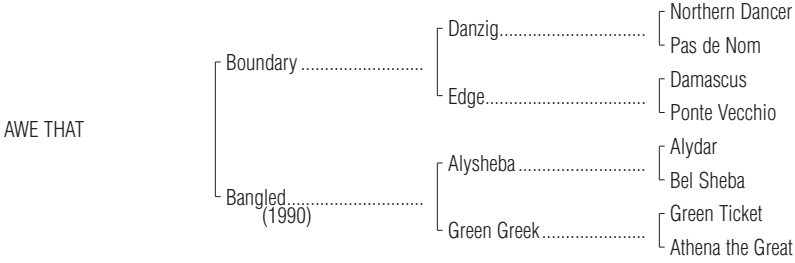 Northern Dancer
Danzig..............................
Pas de Nom
Boundary .........................
Damascus
Edge.................................
Ponte Vecchio
AWE THAT
Alydar
Alysheba ..........................
Bel Sheba
Bangled............................
(1990)
Green Ticket
Green Greek.....................
Athena the Great